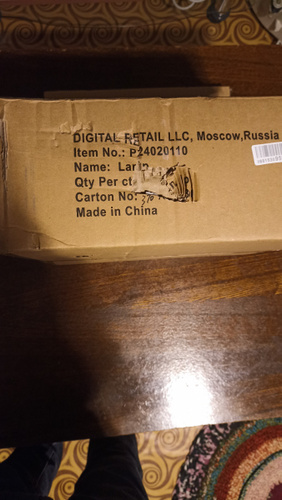 DIGITAL RETAIL LLC, Moscow,Russia
Item No.: P24020110
Name:
Qty Per
Carton No:
Made in China